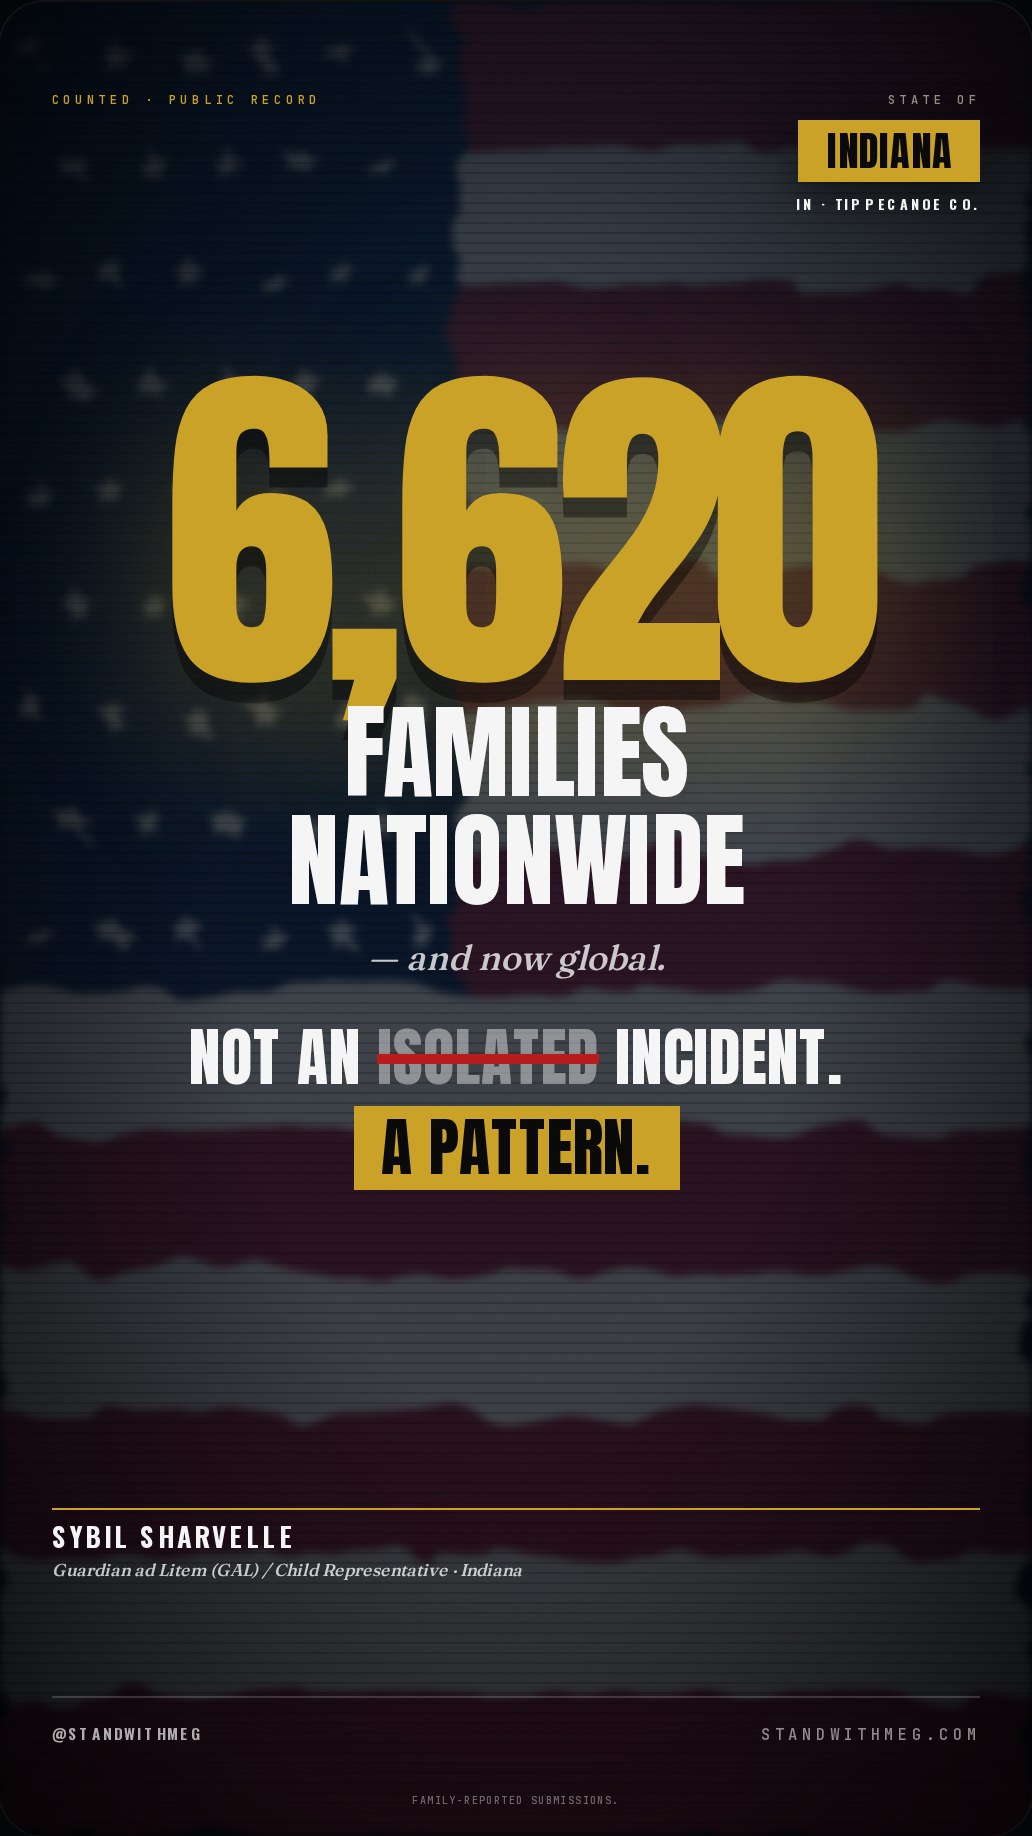 COUNTED · PUBLIC RECORD
STATE OF
INDIANA
IN · TIPPECANOE CO.
6,620
FAMILIES
NATIONWIDE
— and now global.
NOT AN ISOLATED INCIDENT.
A PATTERN.
SYBIL SHARVELLE
Guardian ad Litem (GAL) / Child Representative · Indiana
@STANDWITHMEG
STANDWITHMEG.COM
FAMILY-REPORTED SUBMISSIONS.